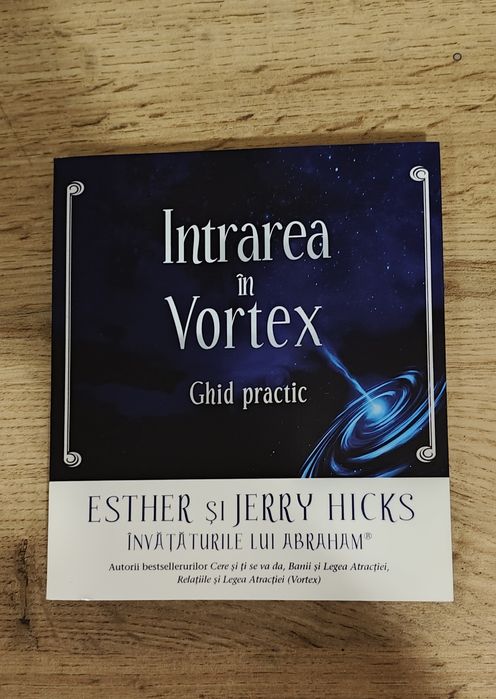 Intrarea
în
Vortex
Ghid practic
ESTHER ȘI JERRY HICKS
ÎNVĂȚĂTURILE LUI ABRAHAM®
Autorii bestsellerurilor Cere și ți se va da, Banii și Legea Atracției,
Relațiile și Legea Atracției (Vortex)